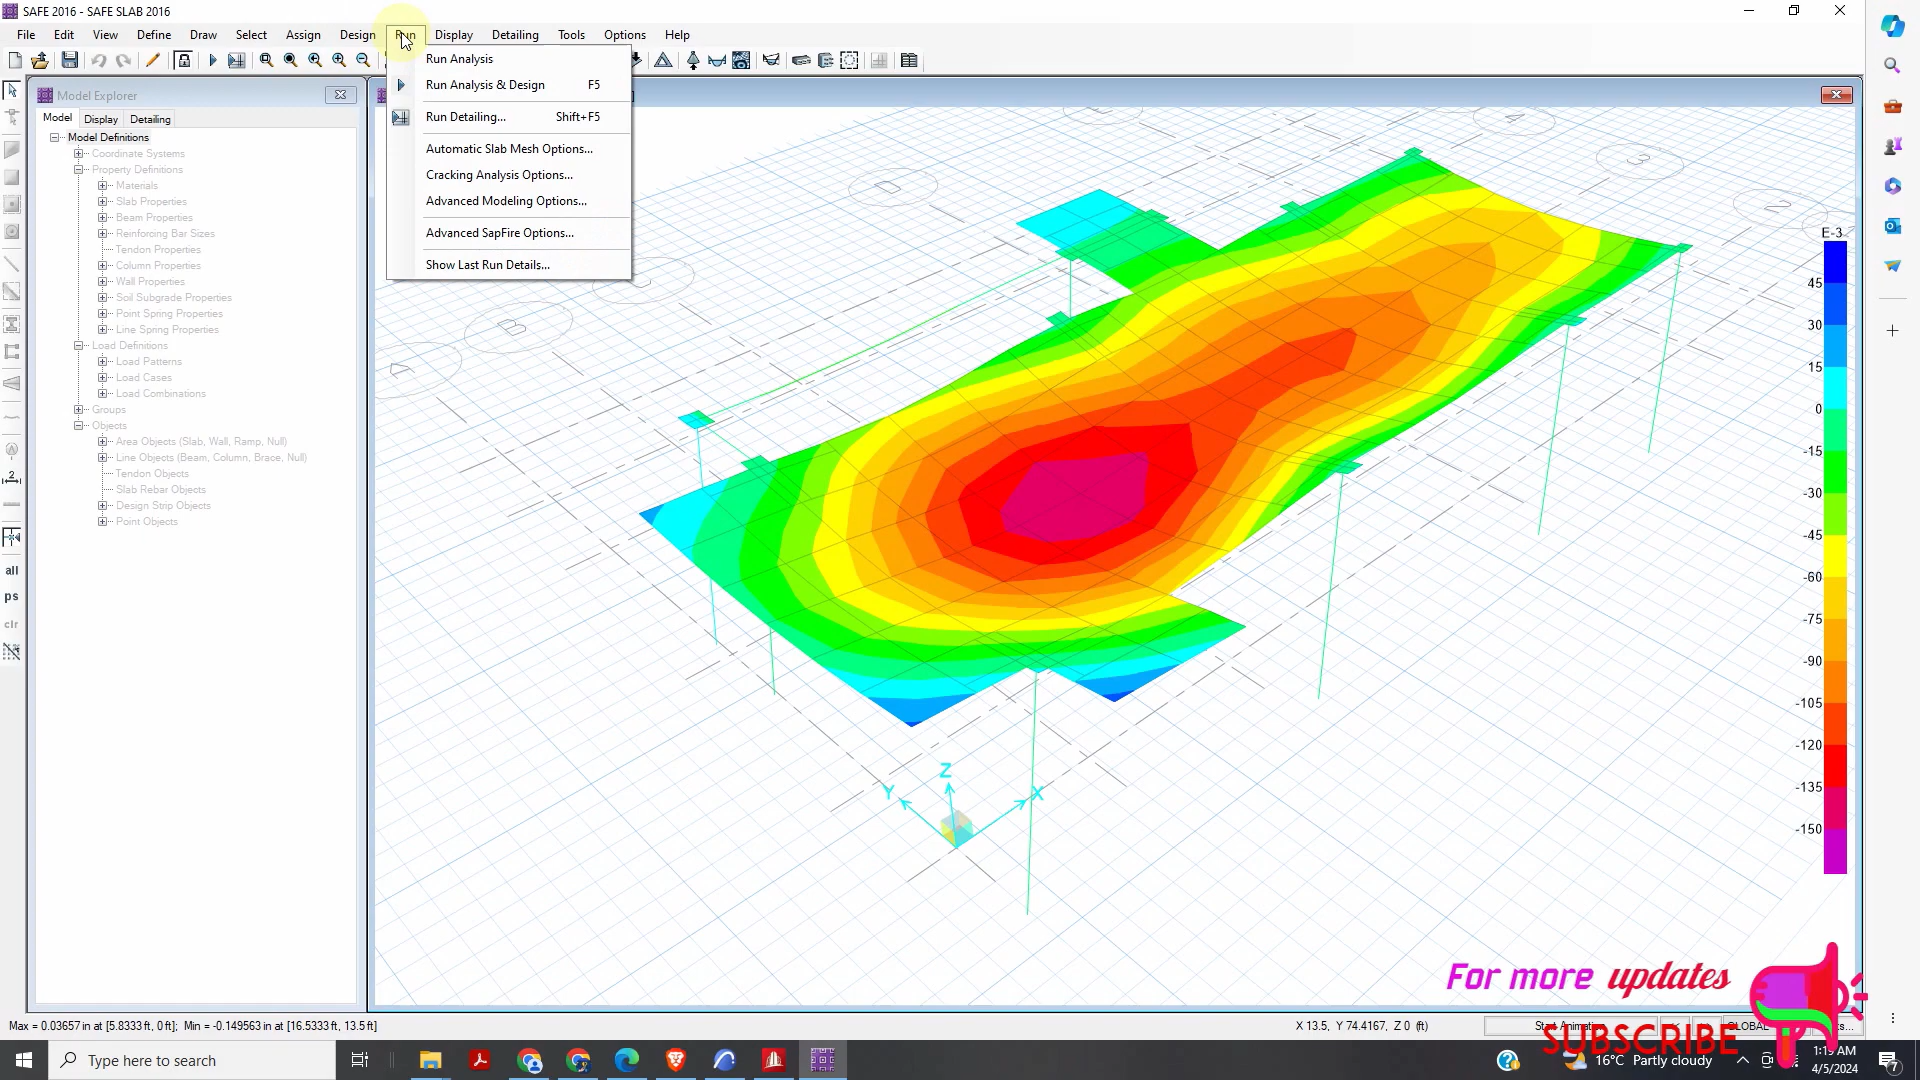 SAFE 2016 - SAFE SLAB 2016
File Edit View Define Draw Select Assign Design Run Display Detailing Tools Options Help
Run Analysis
Run Analysis & Design F5
Run Detailing... Shift+F5
Automatic Slab Mesh Options...
Cracking Analysis Options...
Advanced Modeling Options...
Advanced SapFire Options...
Show Last Run Details...
Model Explorer
Model Display Detailing
Model Definitions
Coordinate Systems
Property Definitions
Materials
Slab Properties
Beam Properties
Reinforcing Bar Sizes
Tendon Properties
Column Properties
Wall Properties
Soil Subgrade Properties
Point Spring Properties
Line Spring Properties
Load Definitions
Load Patterns
Load Cases
Load Combinations
Groups
Objects
Area Objects (Slab, Wall, Ramp, Null)
Line Objects (Beam, Column, Brace, Null)
Tendon Objects
Slab Rebar Objects
Design Strip Objects
Point Objects
all
ps
clr
A
B
D
4
3
2
E-3
45
30
15
0
-15
-30
-45
-60
-75
-90
-105
-120
-135
-150
Z
Y
X
For more updates
SUBSCRIBE
Max = 0.03657 in at [5.8333 ft, 0 ft]; Min = -0.149563 in at [16.5333 ft, 13.5 ft]
X 13.5, Y 74.4167, Z 0 (ft)
Start Animation
GLOBAL
Type here to search
16°C Partly cloudy
1:19 AM
4/5/2024
7